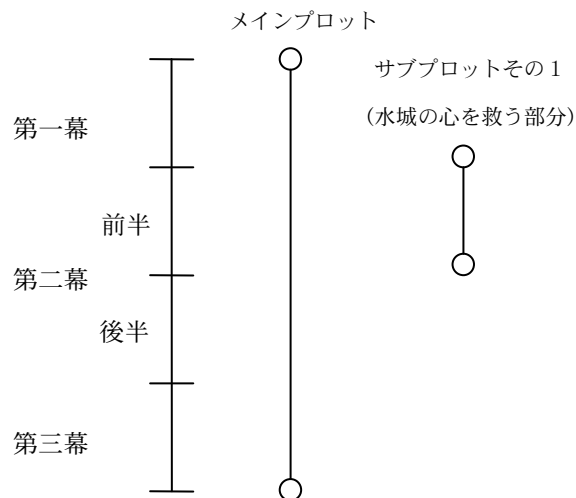 メインプロット
サブプロットその１
(水城の心を救う部分)
第一幕
前半
第二幕
後半
第三幕